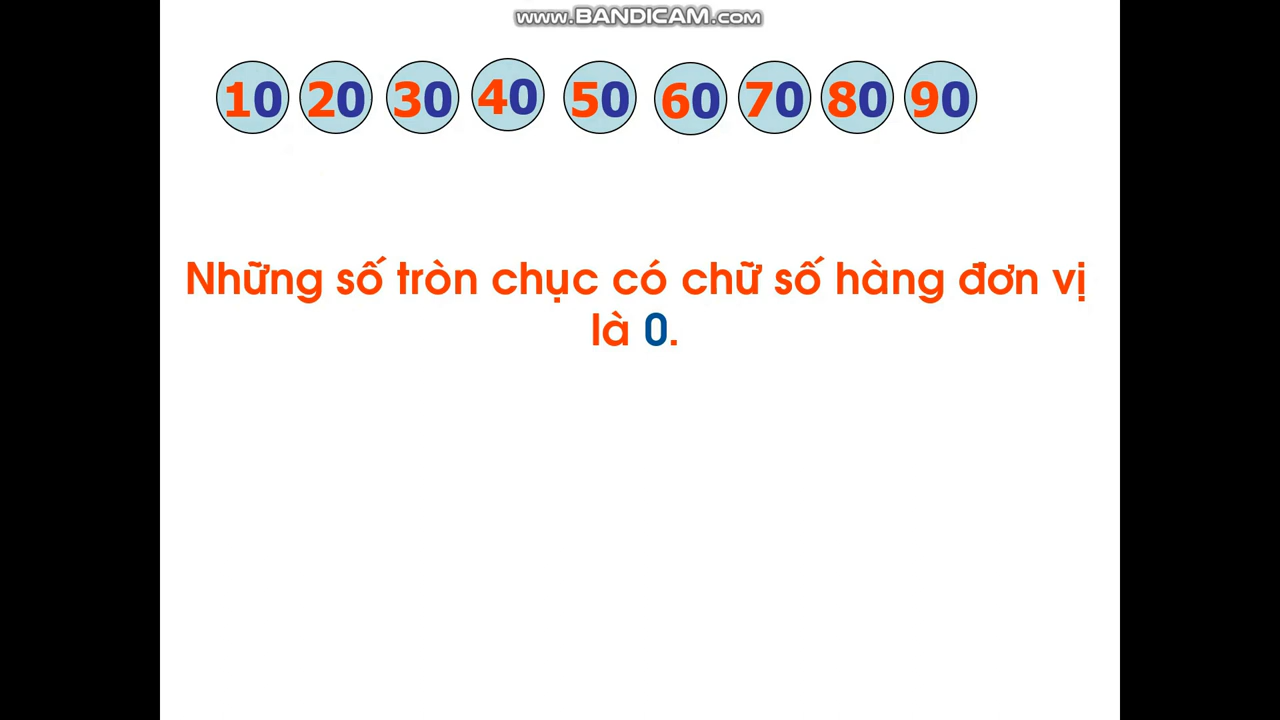 www.BANDICAM.com
10 20 30 40 50 60 70 80 90
Những số tròn chục có chữ số hàng đơn vị
là 0.